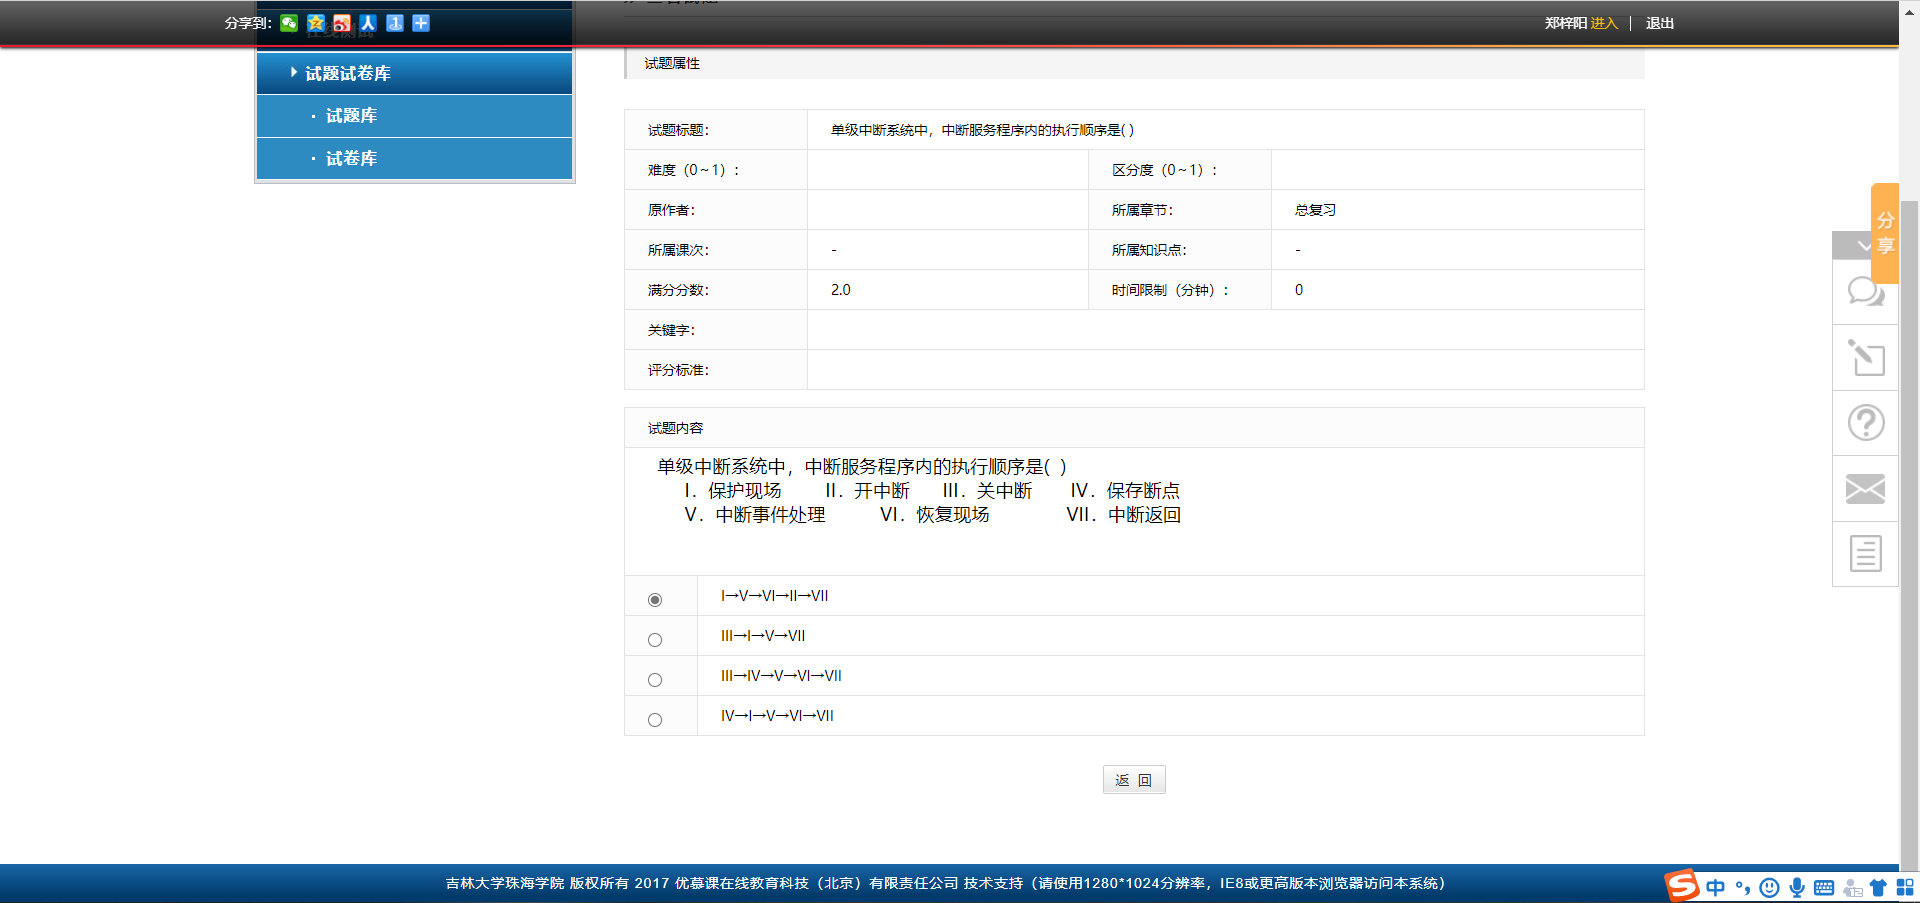 分享到：
郑梓阳 进入 | 退出
试题试卷库
· 试题库
· 试卷库
试题属性
试题标题： 单级中断系统中，中断服务程序内的执行顺序是( )
难度（0～1）： 区分度（0～1）：
原作者： 所属章节： 总复习
所属课次： - 所属知识点： -
满分分数： 2.0 时间限制（分钟）： 0
关键字：
评分标准：
试题内容
单级中断系统中，中断服务程序内的执行顺序是( )
I．保护现场 II．开中断 III．关中断 IV．保存断点
V．中断事件处理 VI．恢复现场 VII．中断返回
I→V→VI→II→VII
III→I→V→VII
III→IV→V→VI→VII
IV→I→V→VI→VII
返 回
分
享
吉林大学珠海学院 版权所有 2017 优慕课在线教育科技（北京）有限责任公司 技术支持（请使用1280*1024分辨率，IE8或更高版本浏览器访问本系统）
中